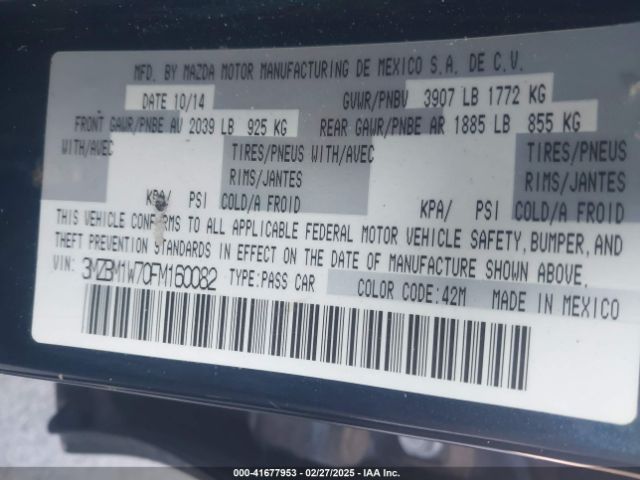 MFD. BY MAZDA MOTOR MANUFACTURING DE MEXICO S.A. DE C.V.
DATE 10/14 GVWR/PNBV 3907 LB 1772 KG
FRONT GAWR/PNBE AV 2039 LB 925 KG REAR GAWR/PNBE AR 1885 LB 855 KG
WITH/AVEC TIRES/PNEUS WITH/AVEC TIRES/PNEUS
RIMS/JANTES RIMS/JANTES
KPA/ PSI COLD/A FROID KPA/ PSI COLD/A FROID
THIS VEHICLE CONFORMS TO ALL APPLICABLE FEDERAL MOTOR VEHICLE SAFETY, BUMPER, AND
THEFT PREVENTION STANDARDS IN EFFECT ON THE DATE OF MANUFACTURE SHOWN ABOVE.
VIN: 3MZBM1W70FM160082 TYPE:PASS CAR COLOR CODE:42M MADE IN MEXICO
000-41677953 — 02/27/2025 — IAA Inc.